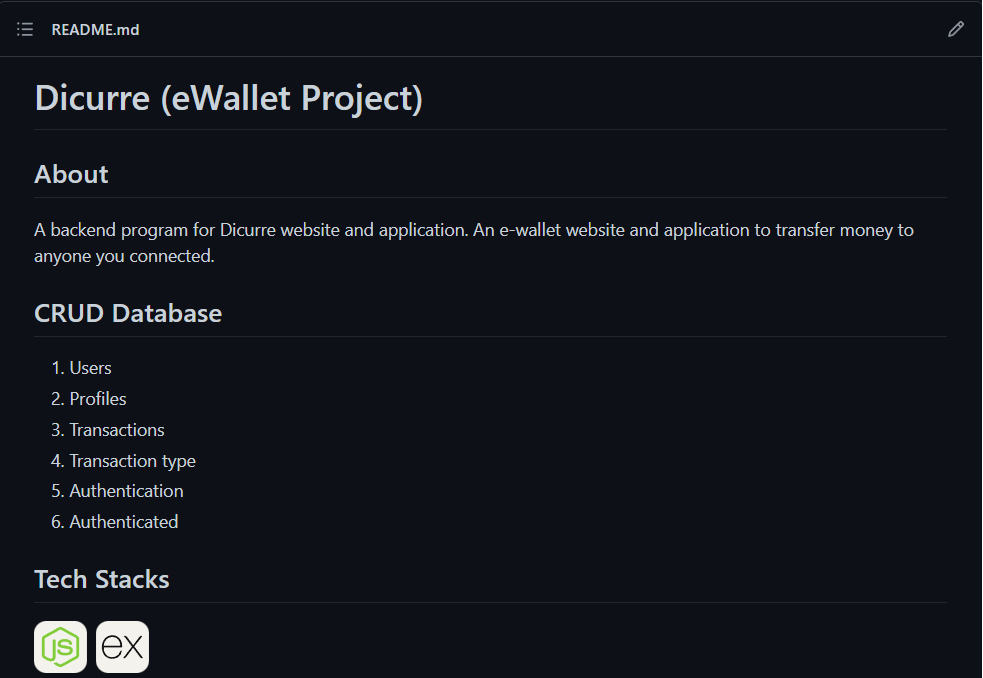 README.md
Dicurre (eWallet Project)
About
A backend program for Dicurre website and application. An e-wallet website and application to transfer money to
anyone you connected.
CRUD Database
1. Users
2. Profiles
3. Transactions
4. Transaction type
5. Authentication
6. Authenticated
Tech Stacks
JS ex